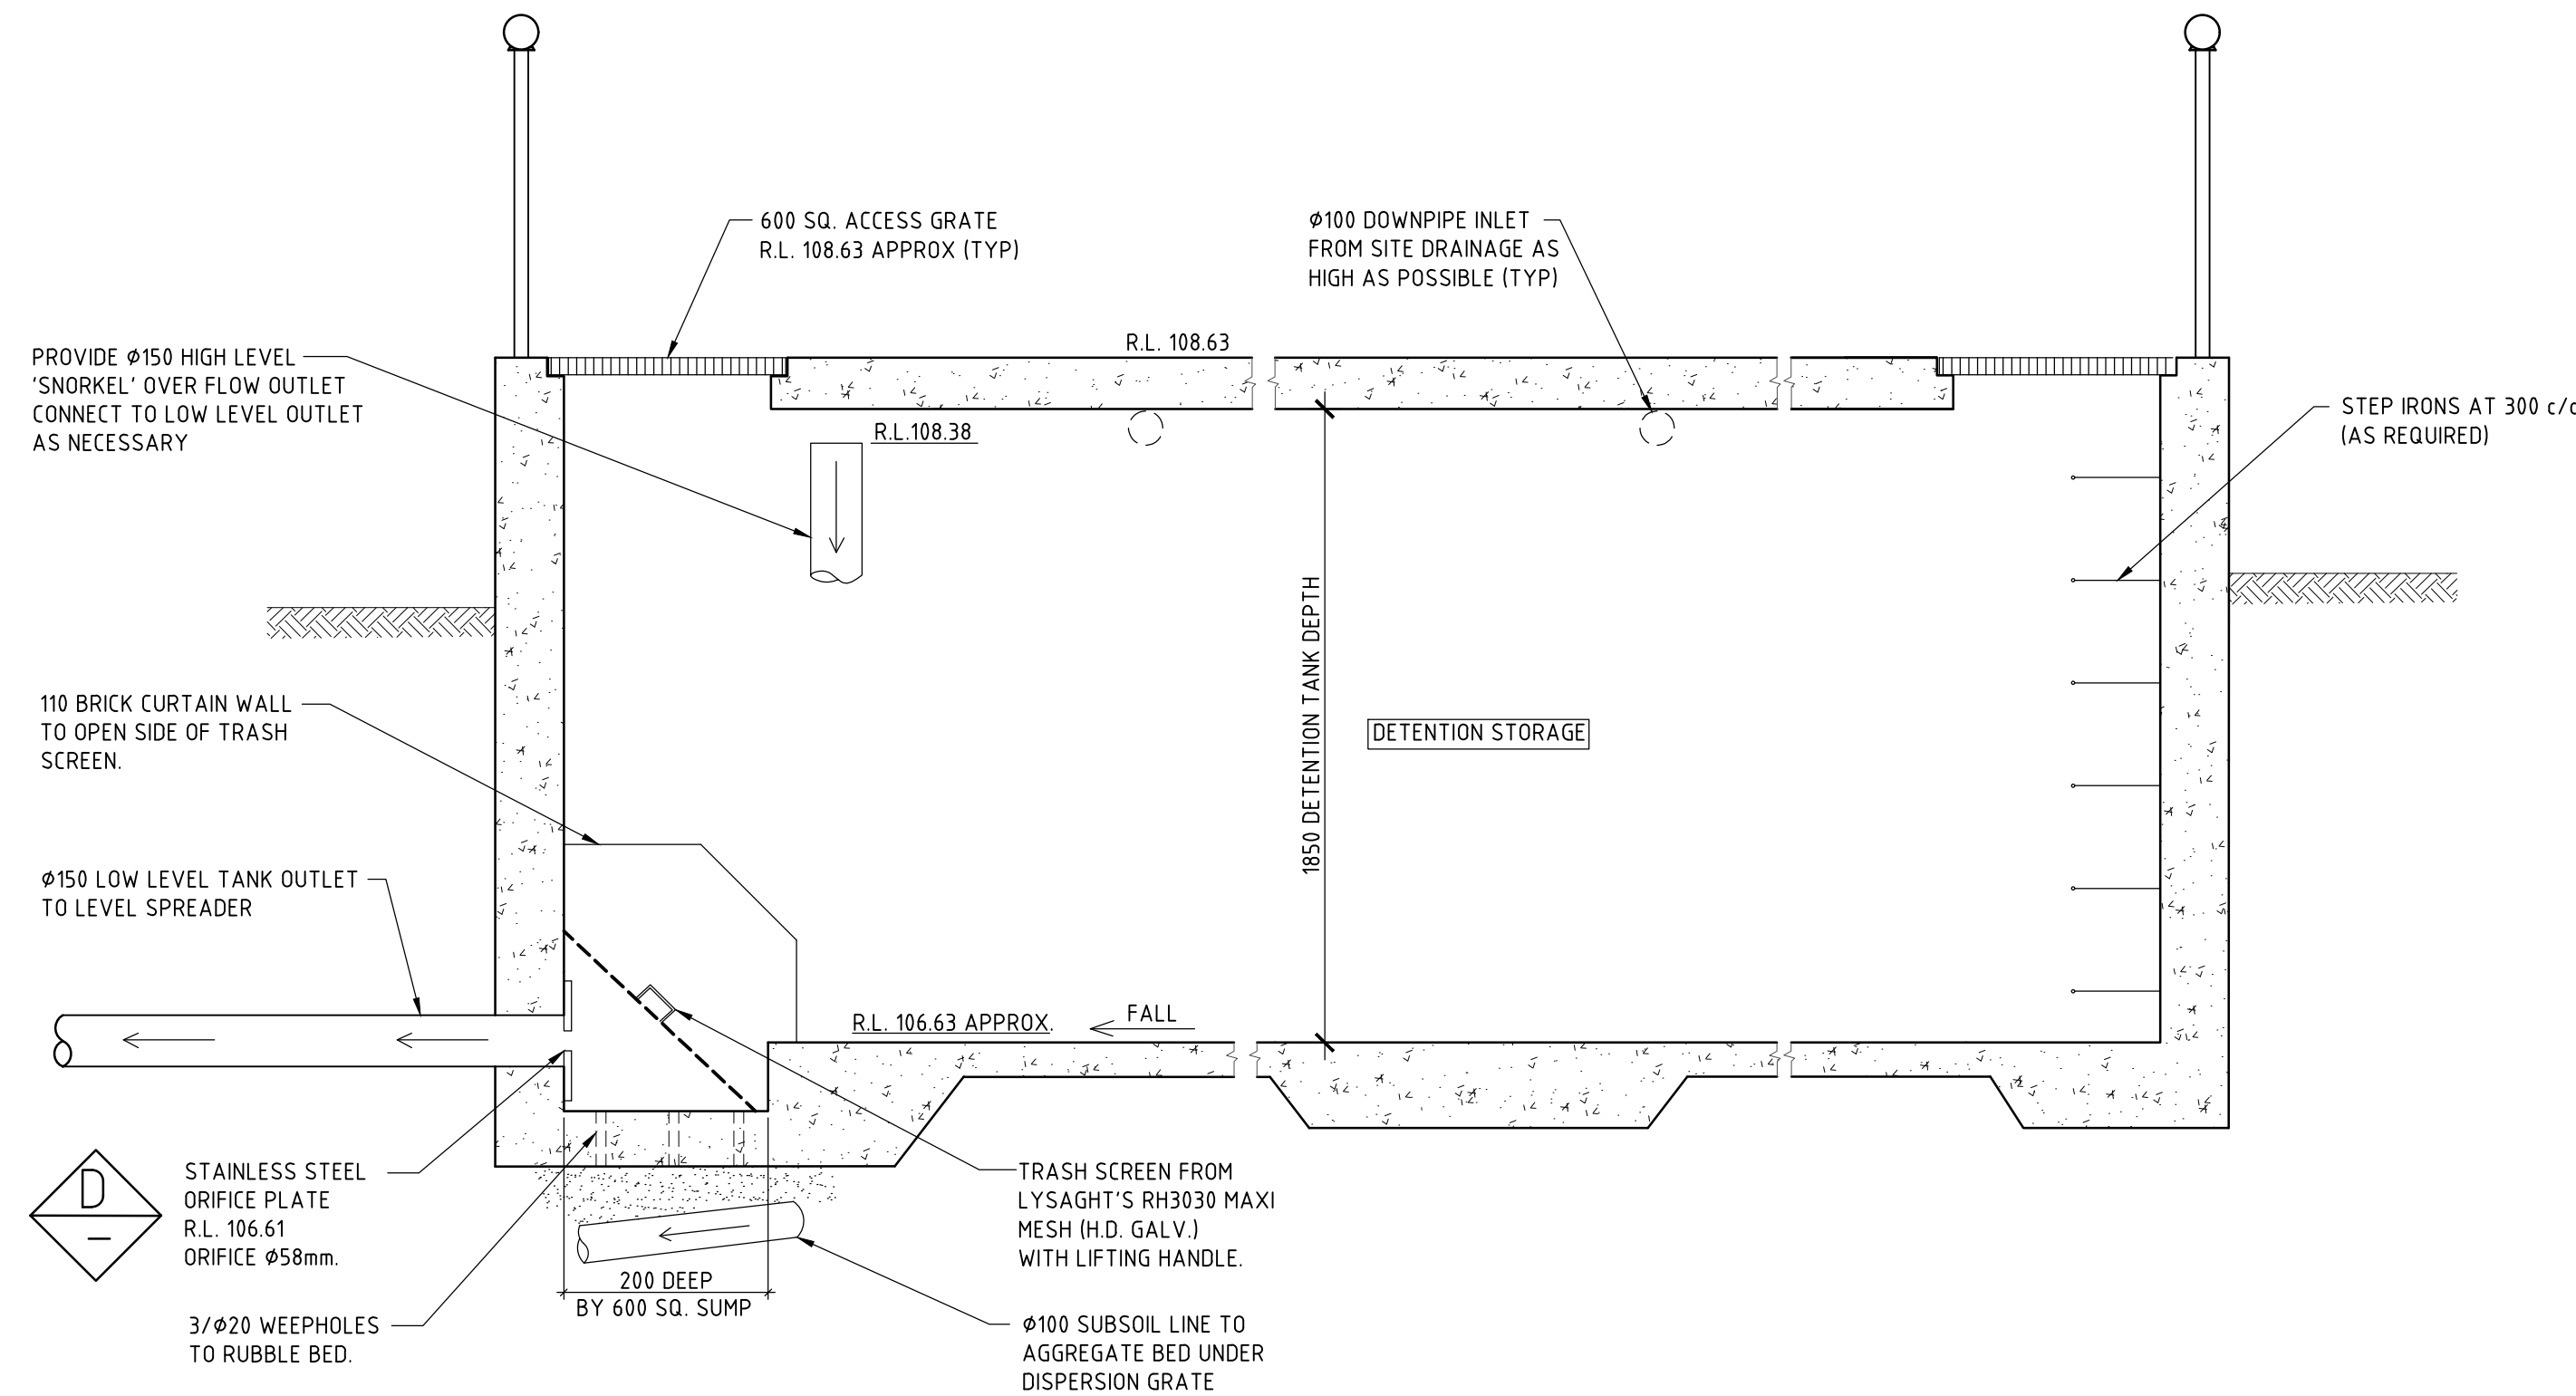 600 SQ. ACCESS GRATE
R.L. 108.63 APPROX (TYP)
Ø100 DOWNPIPE INLET
FROM SITE DRAINAGE AS
HIGH AS POSSIBLE (TYP)
R.L. 108.63
PROVIDE Ø150 HIGH LEVEL
'SNORKEL' OVER FLOW OUTLET
CONNECT TO LOW LEVEL OUTLET
AS NECESSARY
R.L.108.38
STEP IRONS AT 300 c/c
(AS REQUIRED)
1850 DETENTION TANK DEPTH
DETENTION STORAGE
110 BRICK CURTAIN WALL
TO OPEN SIDE OF TRASH
SCREEN.
Ø150 LOW LEVEL TANK OUTLET
TO LEVEL SPREADER
R.L. 106.63 APPROX.
FALL
D
–
STAINLESS STEEL
ORIFICE PLATE
R.L. 106.61
ORIFICE Ø58mm.
TRASH SCREEN FROM
LYSAGHT'S RH3030 MAXI
MESH (H.D. GALV.)
WITH LIFTING HANDLE.
200 DEEP
BY 600 SQ. SUMP
3/Ø20 WEEPHOLES
TO RUBBLE BED.
Ø100 SUBSOIL LINE TO
AGGREGATE BED UNDER
DISPERSION GRATE